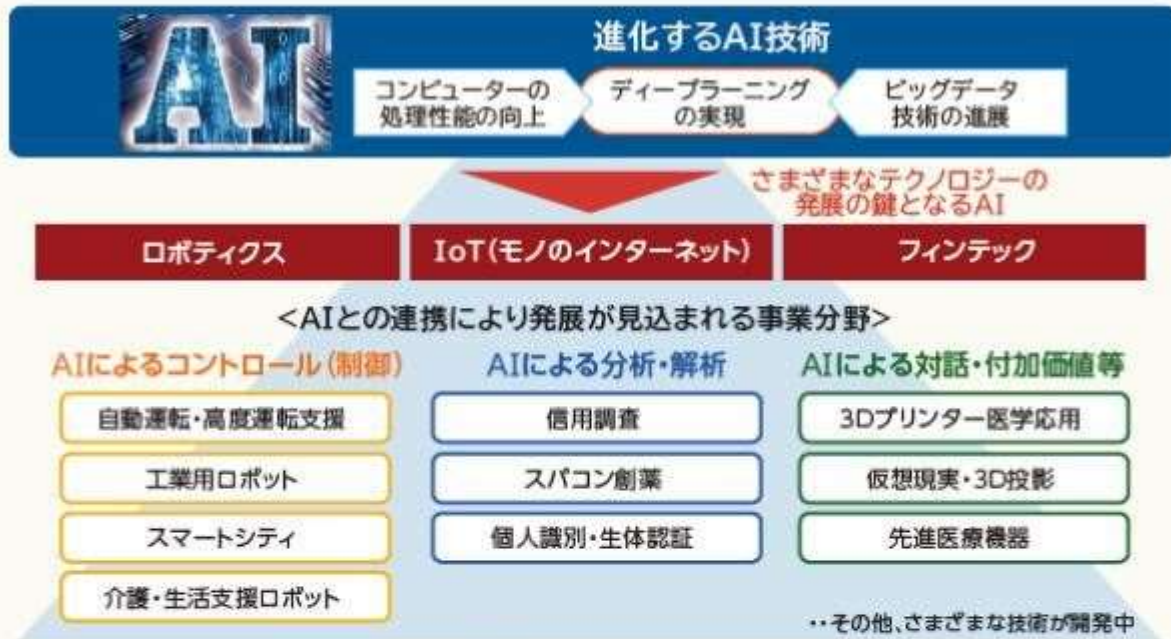 AI
進化するAI技術
コンピューターの
処理性能の向上
ディープラーニング
の実現
ビッグデータ
技術の進展
さまざまなテクノロジーの
発展の鍵となるAI
ロボティクス
IoT(モノのインターネット)
フィンテック
<AIとの連携により発展が見込まれる事業分野>
AIによるコントロール(制御)
自動運転・高度運転支援
工業用ロボット
スマートシティ
介護・生活支援ロボット
AIによる分析・解析
信用調査
スパコン創薬
個人識別・生体認証
AIによる対話・付加価値等
3Dプリンター医学応用
仮想現実・3D投影
先進医療機器
・・その他、さまざまな技術が開発中